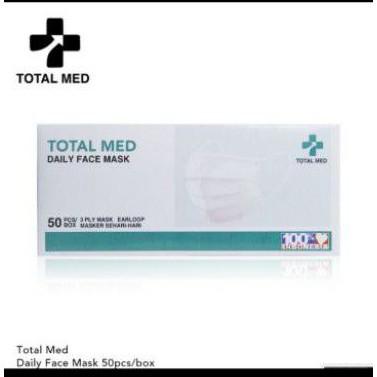 TOTAL MED
TOTAL MED
DAILY FACE MASK
TOTAL MED
50 PCS/BOX 3 PLY MASK EARLOOP
MASKER SEHARI-HARI
100%
Total Med
Daily Face Mask 50pcs/box